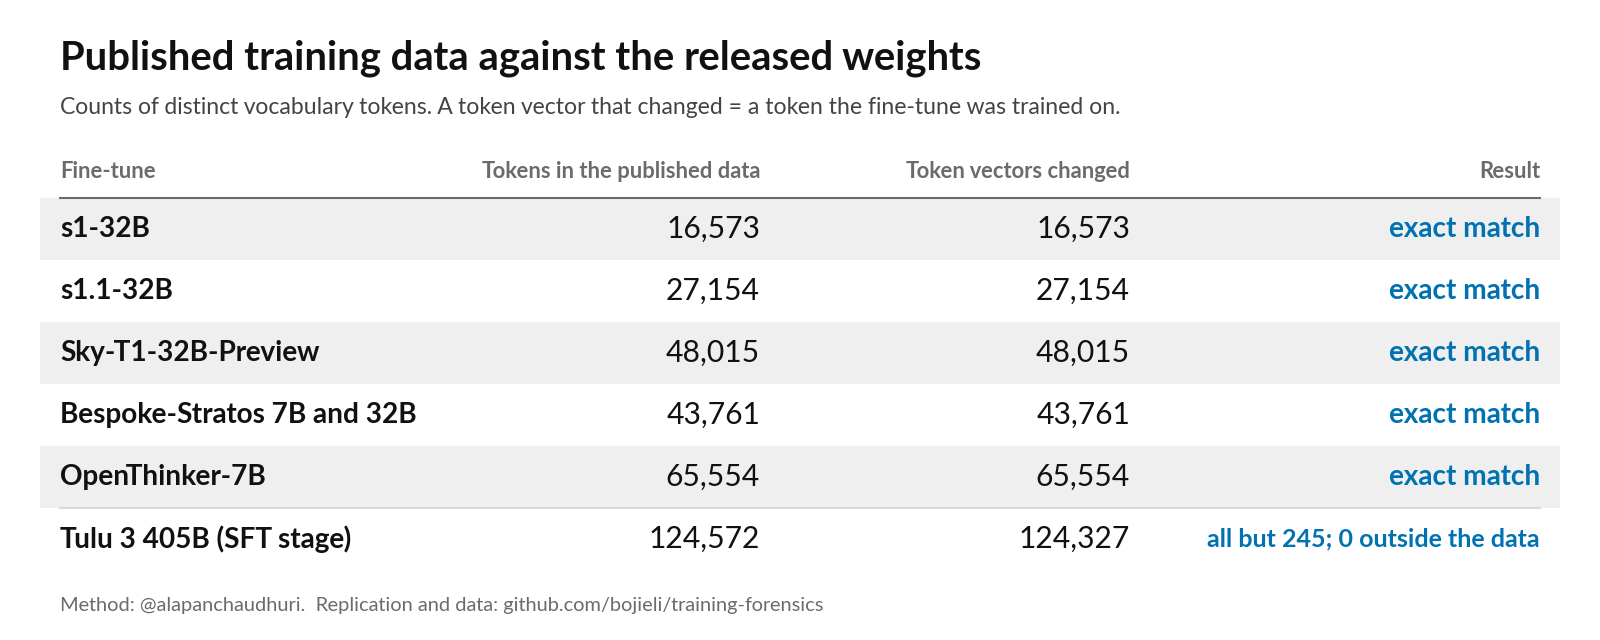 Published training data against the released weights
Counts of distinct vocabulary tokens. A token vector that changed = a token the fine-tune was trained on.
Fine-tune Tokens in the published data Token vectors changed Result
s1-32B 16,573 16,573 exact match
s1.1-32B 27,154 27,154 exact match
Sky-T1-32B-Preview 48,015 48,015 exact match
Bespoke-Stratos 7B and 32B 43,761 43,761 exact match
OpenThinker-7B 65,554 65,554 exact match
Tulu 3 405B (SFT stage) 124,572 124,327 all but 245; 0 outside the data
Method: @alapanchaudhuri. Replication and data: github.com/bojieli/training-forensics